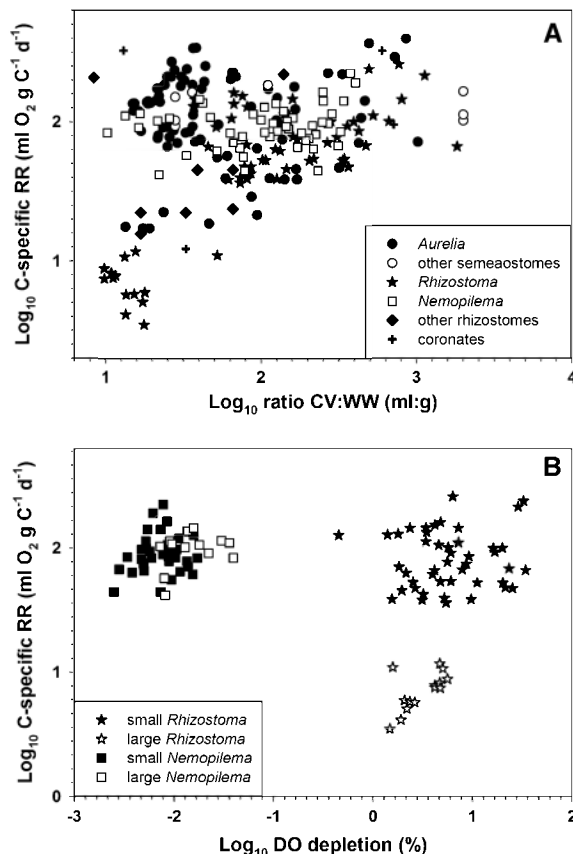 A
Log10 C-specific RR (ml O2 g C-1 d-1)
2
1
Aurelia
other semeaostomes
Rhizostoma
Nemopilema
other rhizostomes
coronates
1 2 3 4
Log10 ratio CV:WW (ml:g)
B
Log10 C-specific RR (ml O2 g C-1 d-1)
2
1
0
small Rhizostoma
large Rhizostoma
small Nemopilema
large Nemopilema
-3 -2 -1 0 1 2
Log10 DO depletion (%)